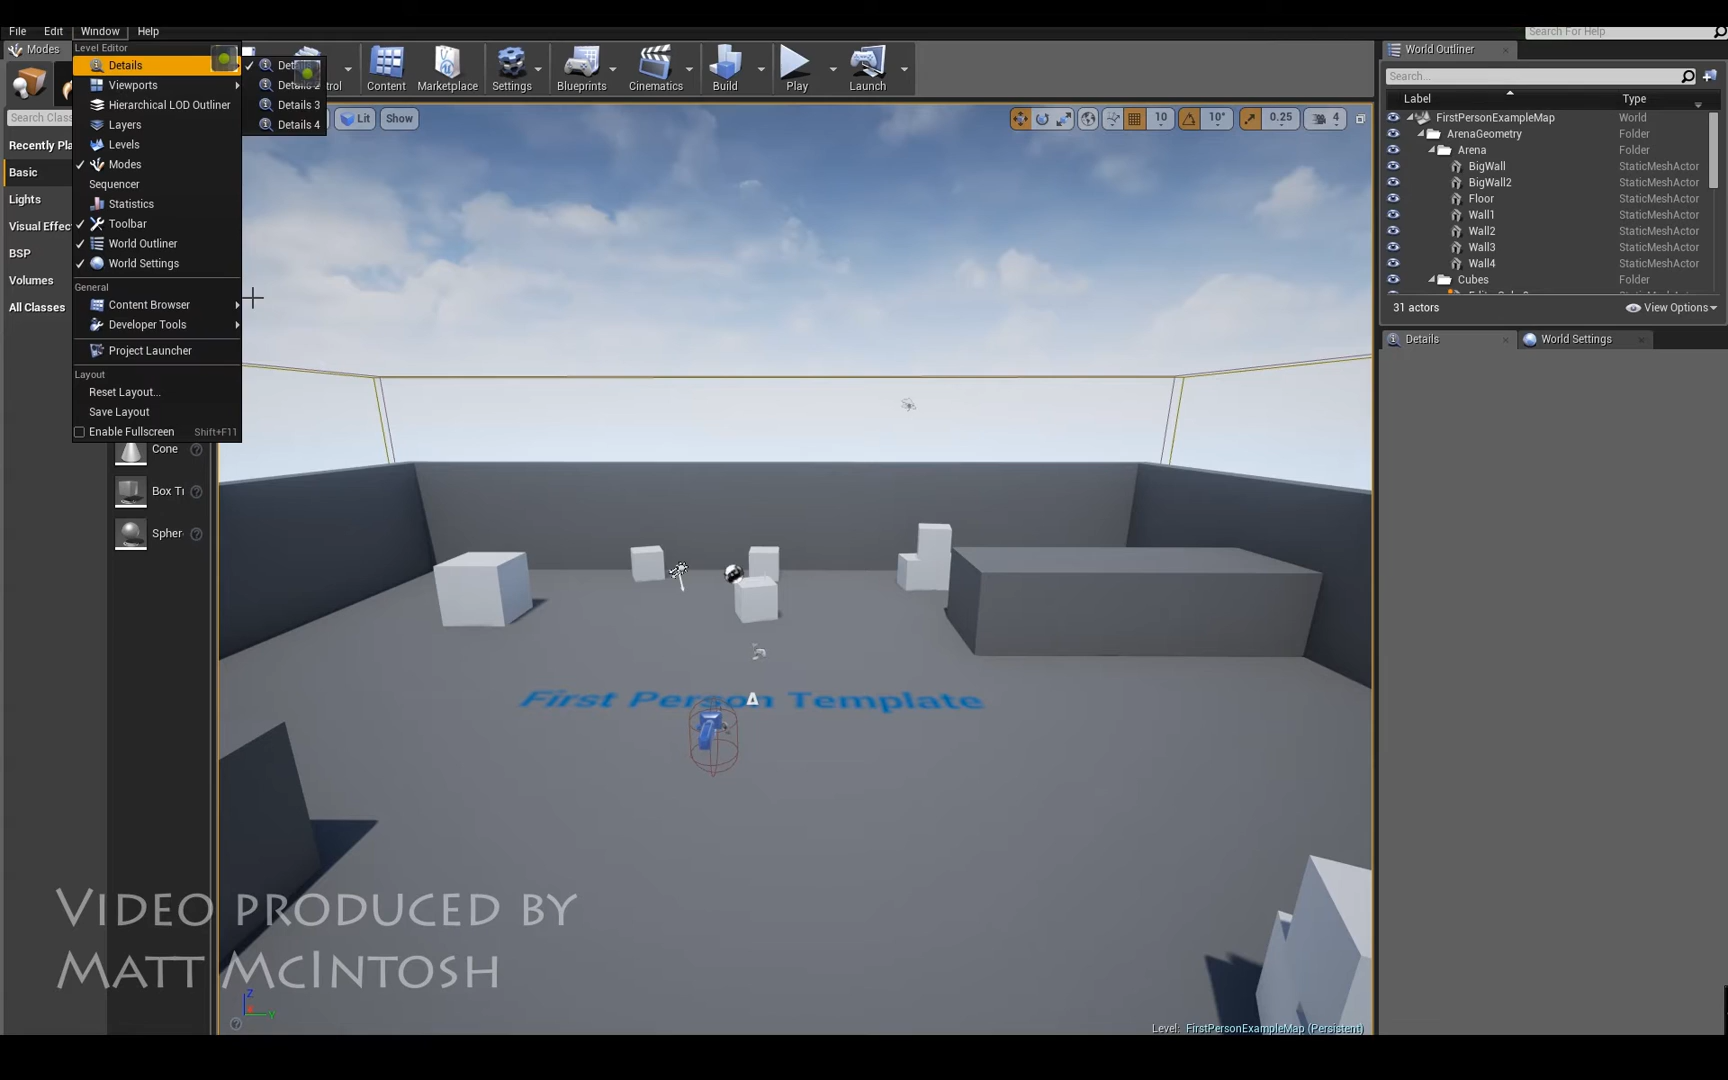 File Edit Window Help
Search For Help
Modes
Level Editor
Details
Viewports
Hierarchical LOD Outliner
Layers
Levels
Modes
Sequencer
Statistics
Toolbar
World Outliner
World Settings
General
Content Browser
Developer Tools
Project Launcher
Layout
Reset Layout...
Save Layout
Enable Fullscreen Shift+F11
Details 3
Details 4
Content Marketplace Settings Blueprints Cinematics Build Play Launch
Search
Recently
Basic
Lights
Visual
BSP
Volumes
All Classes
Cone
Box
Lit Show
10 10° 0.25 4
First Person Template
Video produced by
Matt McIntosh
Level: FirstPersonExampleMap (Persistent)
World Outliner
Search...
Label Type
FirstPersonExampleMap World
ArenaGeometry Folder
Arena Folder
BigWall StaticMeshActor
BigWall2 StaticMeshActor
Floor StaticMeshActor
Wall1 StaticMeshActor
Wall2 StaticMeshActor
Wall3 StaticMeshActor
Wall4 StaticMeshActor
Cubes Folder
31 actors View Options
Details World Settings